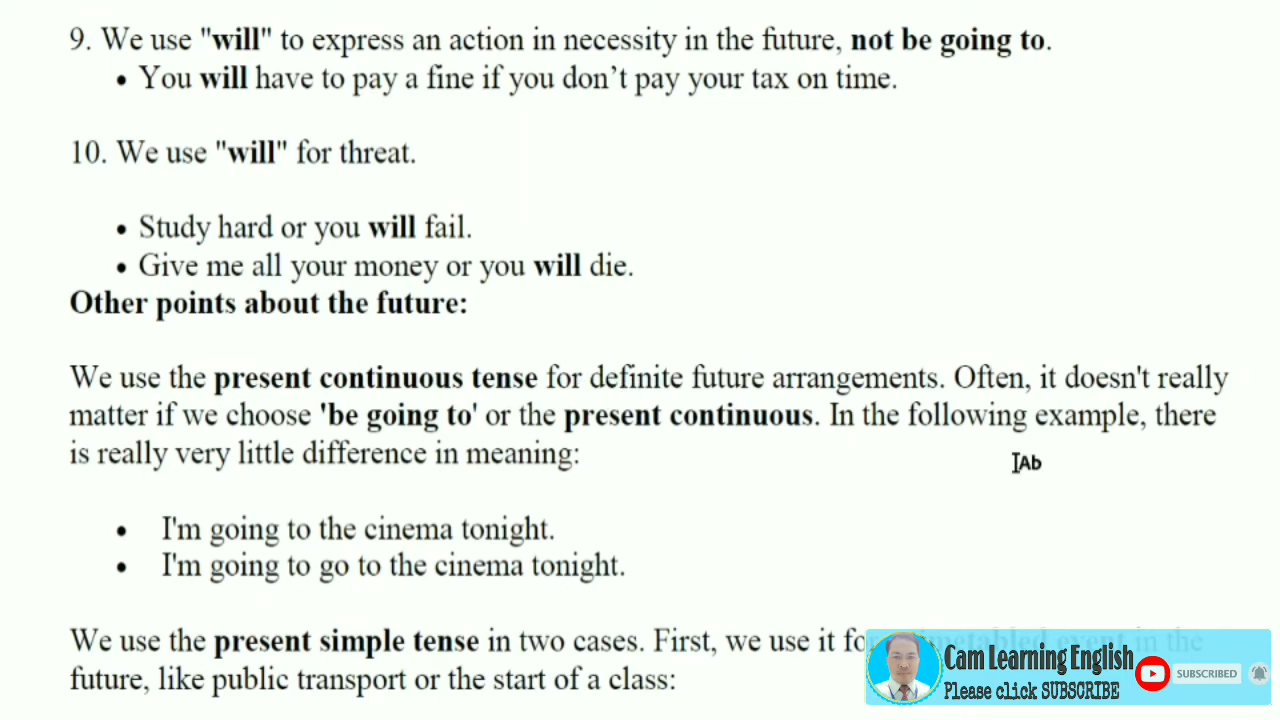 9. We use "will" to express an action in necessity in the future, not be going to.
• You will have to pay a fine if you don’t pay your tax on time.
10. We use "will" for threat.
• Study hard or you will fail.
• Give me all your money or you will die.
Other points about the future:
We use the present continuous tense for definite future arrangements. Often, it doesn't really
matter if we choose 'be going to' or the present continuous. In the following example, there
is really very little difference in meaning:
IAb
• I'm going to the cinema tonight.
• I'm going to go to the cinema tonight.
We use the present simple tense in two cases. First, we use it for a timetabled event in the
future, like public transport or the start of a class:
Cam Learning English
Please click SUBSCRIBE
SUBSCRIBED